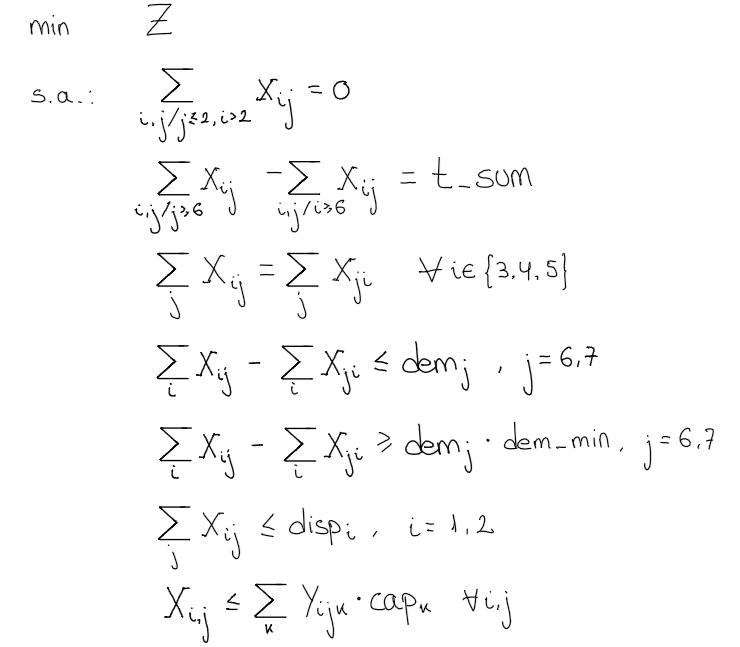 min Z
s.a.: ∑_{i,j/j≤2,i>2} X_{ij} = 0
∑_{i,j/j≥6} X_{ij} - ∑_{i,j/i≥6} X_{ij} = t_sum
∑_j X_{ij} = ∑_j X_{ji} ∀ i∈{3,4,5}
∑_i X_{ij} - ∑_i X_{ji} ≤ dem_j , j=6,7
∑_i X_{ij} - ∑_i X_{ji} ≥ dem_j · dem_min, j=6,7
∑_j X_{ij} ≤ disp_i , i=1,2
X_{i,j} ≤ ∑_k Y_{ijk} · cap_k ∀i,j